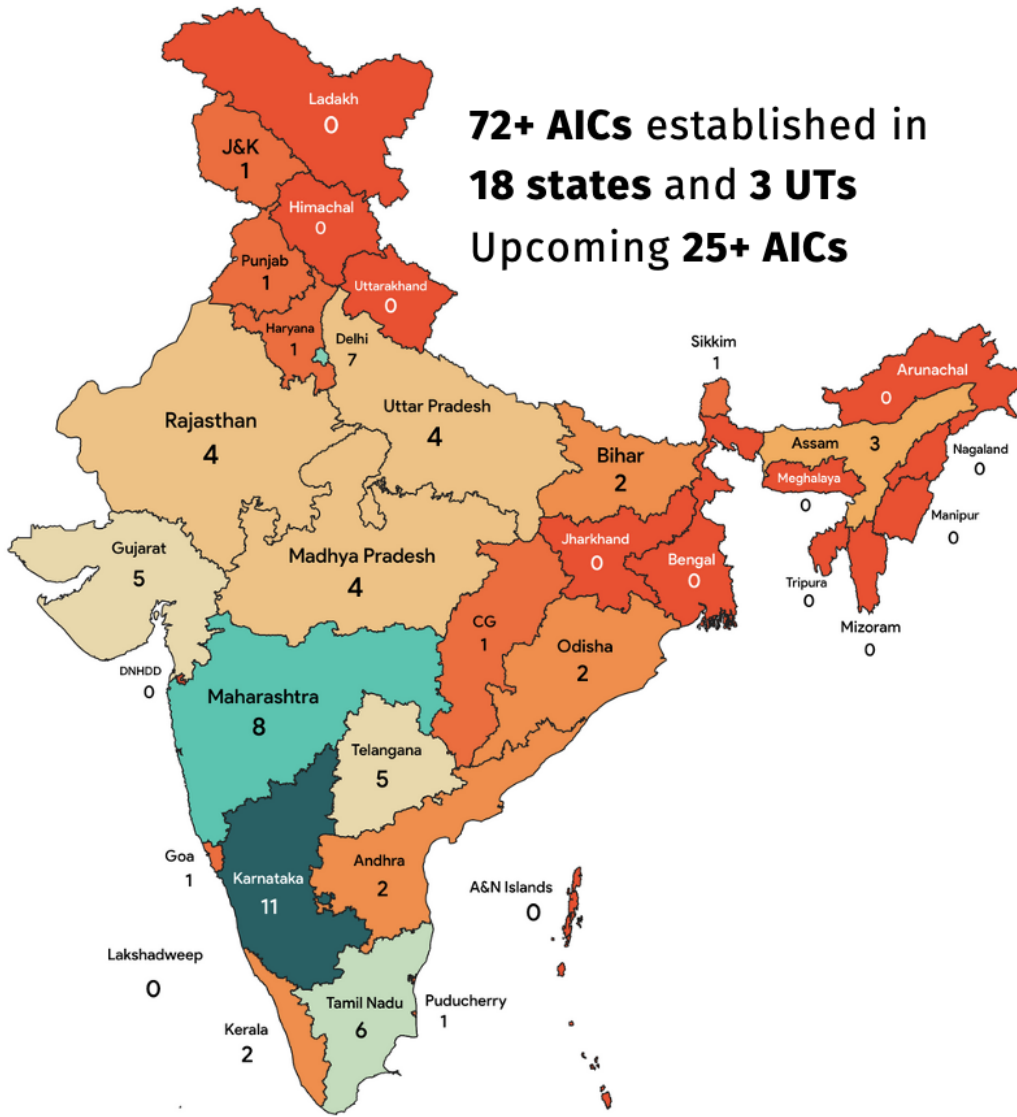 72+ AICs established in
18 states and 3 UTs
Upcoming 25+ AICs
Ladakh
0
J&K
1
Himachal
0
Punjab
1
Uttarakhand
0
Haryana
1
Delhi
7
Sikkim
1
Arunachal
0
Rajasthan
4
Uttar Pradesh
4
Bihar
2
Assam
3
Nagaland
0
Meghalaya
0
Manipur
0
Gujarat
5
Madhya Pradesh
4
Jharkhand
0
Bengal
0
Tripura
0
Mizoram
0
CG
1
Odisha
2
DNHDD
0
0
Maharashtra
8
Telangana
5
Goa
1
Karnataka
11
Andhra
2
A&N Islands
0
Lakshadweep
0
Kerala
2
Tamil Nadu
6
Puducherry
1